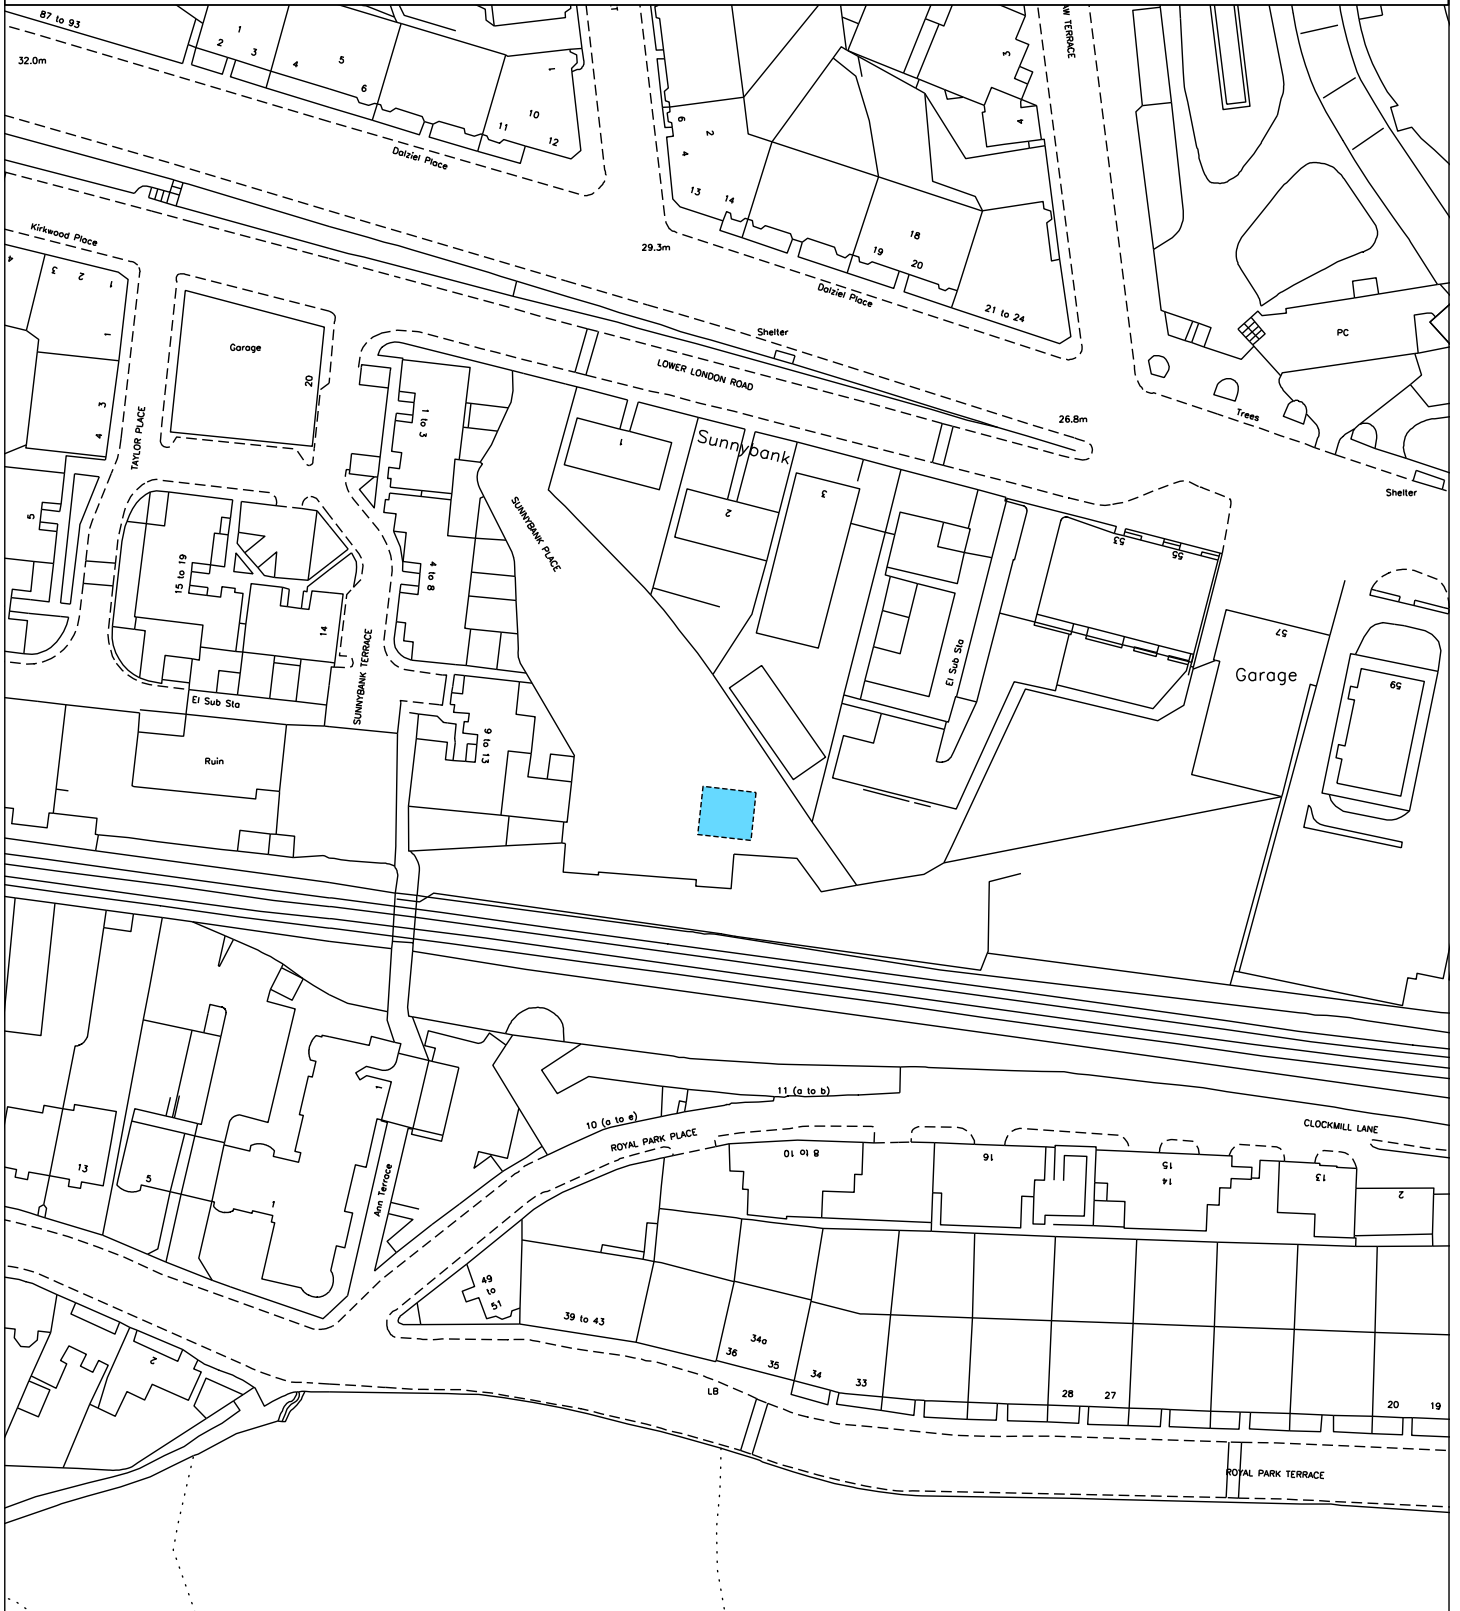 87 to 93
1
2
3
4
5
6
1
10
11
12
32.0m
Dalziel Place
6
2
4
13
14
3
4
18
19
20
21 to 24
29.3m
Dalziel Place
Kirkwood Place
4
3
2
1
1
3
4
5
Garage
20
TAYLOR PLACE
Shelter
LOWER LONDON ROAD
26.8m
Trees
PC
Shelter
1 to 3
4 to 8
9 to 13
15 to 19
14
SUNNYBANK TERRACE
SUNNYBANK PLACE
El Sub Sta
Ruin
Sunnybank
1
2
3
El Sub Sta
53
55
57
Garage
59
11 (a to b)
10 (a to e)
ROYAL PARK PLACE
CLOCKMILL LANE
8 to 10
16
15
14
13
2
13
5
1
1
Ann Terrace
49
to
51
39 to 43
34a
36
35
34
33
28
27
20
19
2
LB
ROYAL PARK TERRACE